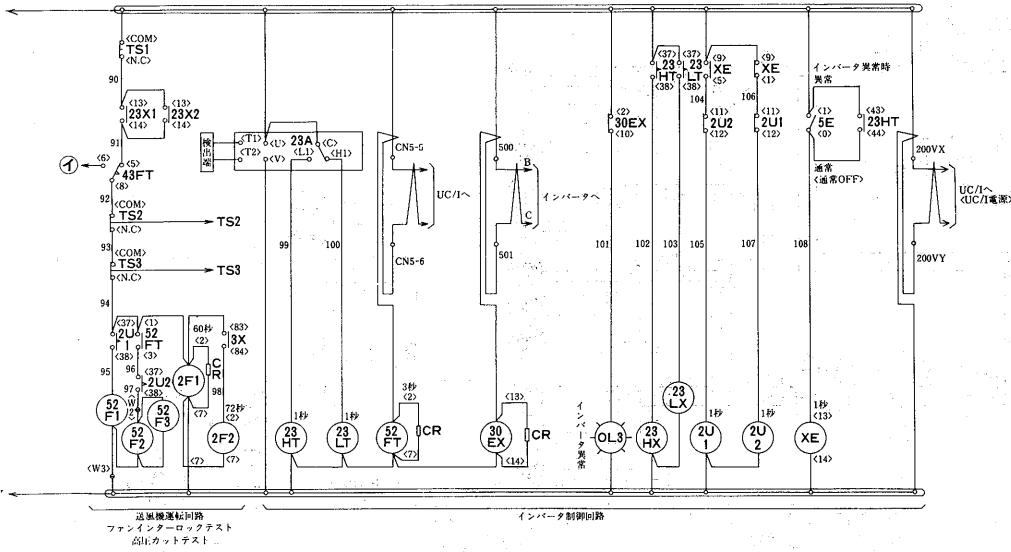 <COM>
TS1
<N.C>
90
<13>
23X1
<14>
<13>
23X2
<14>
91
イ
<6>
<5>
43FT
<8>
92
<COM>
TS2
<N.C>
TS2
93
<COM>
TS3
<N.C>
TS3
94
<37>
2U
1
<38>
<1>
52
FT
<3>
95
96
<37>
2U2
<38>
97
<W
12>
52
F1
52
F2
52
F3
<W3>
60秒
<2>
2F1
CR
<7>
<83>
3X
<84>
98
72秒
<2>
2F2
<7>
<7>
検出端
<T1>
<T2>
<U>
<V>
23A
<L1>
<C>
<H1>
99
100
1秒
23
HT
1秒
23
LT
CN5-5
CN5-6
UC/Iへ
3秒
<2>
52
FT
CR
<7>
500
B
C
501
インバータへ
<13>
30
EX
CR
<14>
<2>
30EX
<10>
101
インバータ異常
OL3
<37>
23
HT
<38>
<37>
23
LT
<38>
102
103
23
LX
1秒
23
HX
<9>
XE
<5>
104
<11>
2U2
<12>
105
1秒
2U
1
<9>
XE
<1>
106
<11>
2U1
<12>
107
1秒
2U
2
インバータ異常時
異常
<1>
5E
<0>
<43>
23HT
<44>
通常
<通常OFF>
108
1秒
<13>
XE
<14>
200VX
200VY
UC/Iへ
<UC/I電源>
送風機運転回路
ファンインターロックテスト
高圧カットテスト
インバータ制御回路